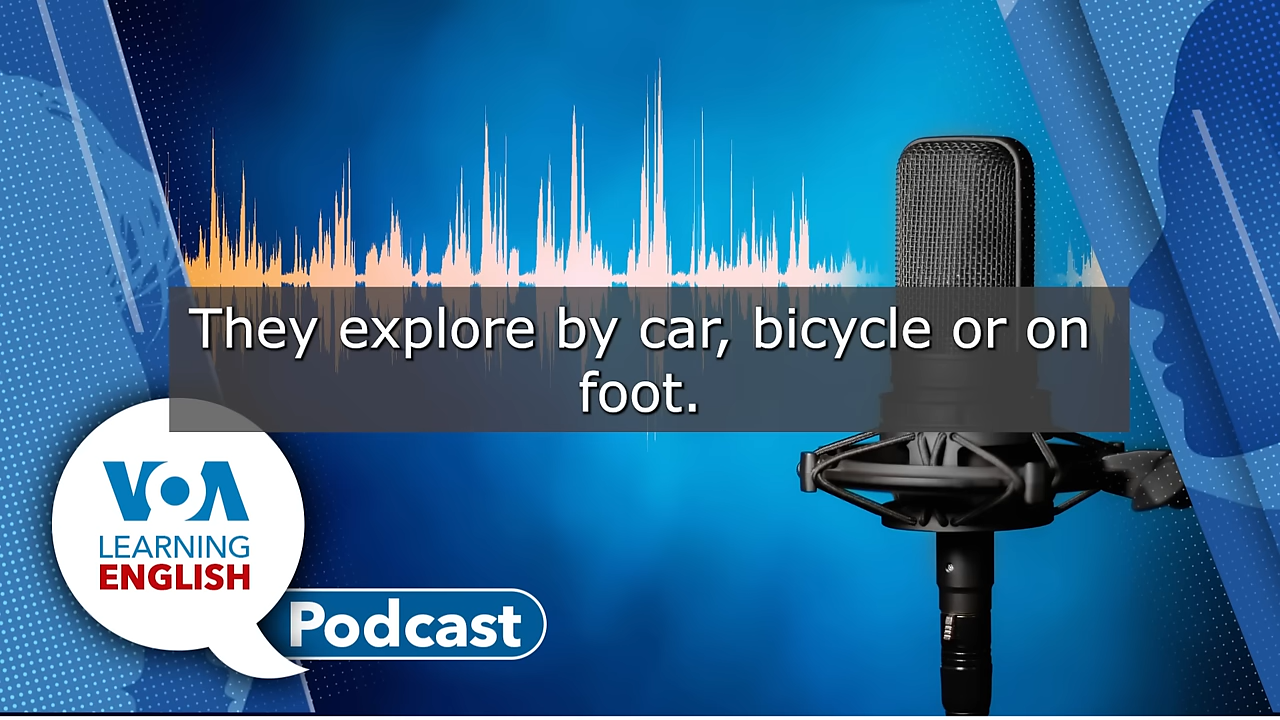 They explore by car, bicycle or on
foot.
VOA
LEARNING
ENGLISH
Podcast